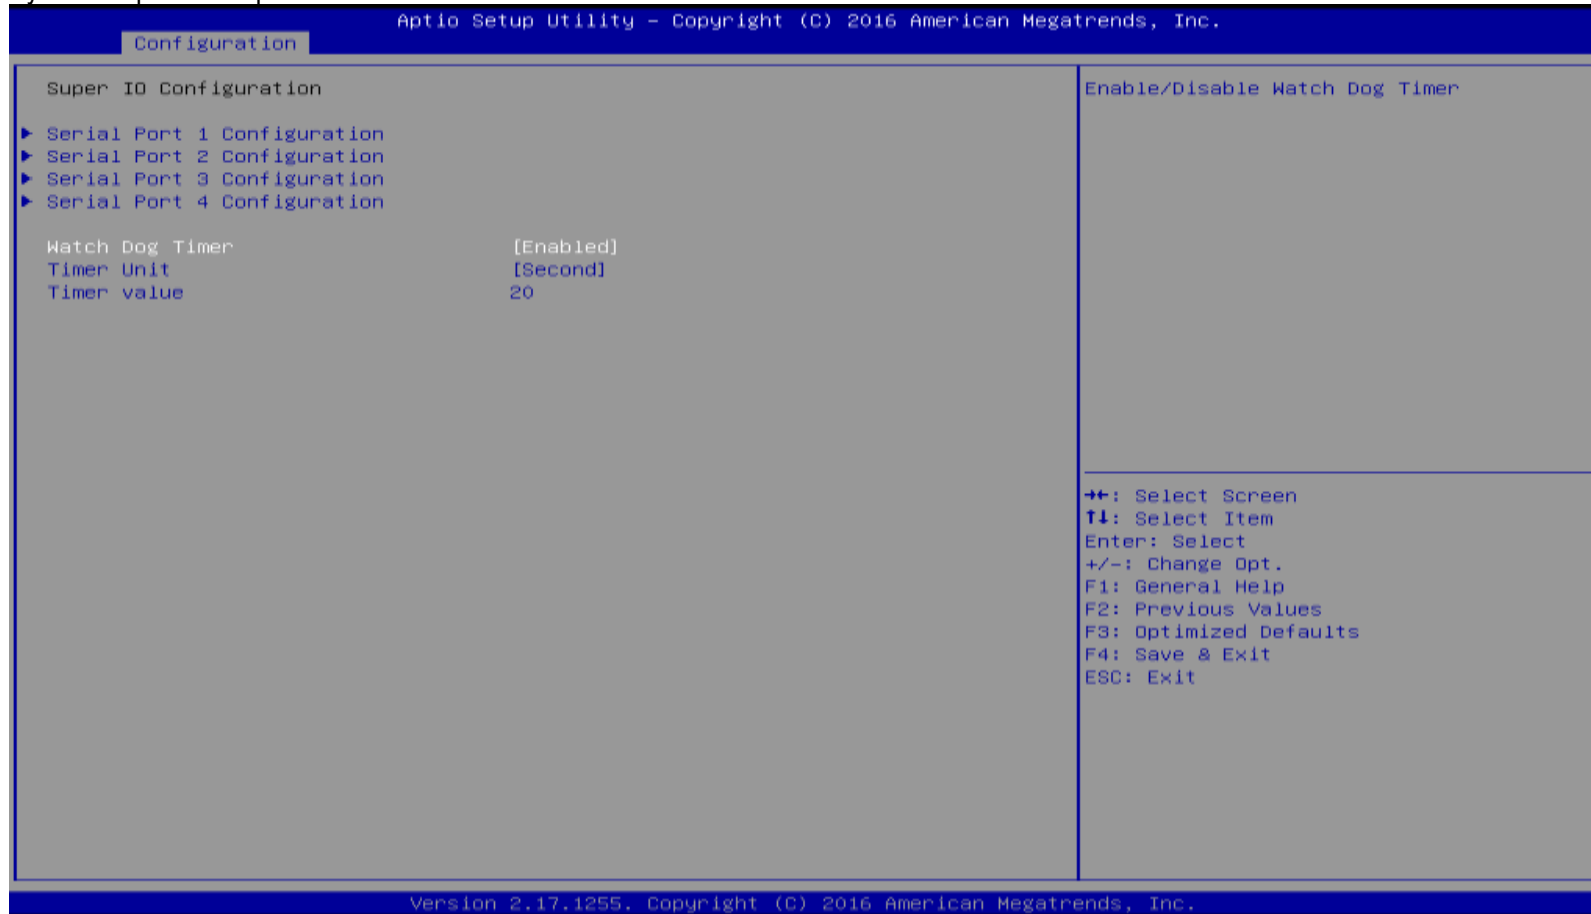 Aptio Setup Utility – Copyright (C) 2016 American Megatrends, Inc.
Configuration
Super IO Configuration
Serial Port 1 Configuration
Serial Port 2 Configuration
Serial Port 3 Configuration
Serial Port 4 Configuration
Watch Dog Timer [Enabled]
Timer Unit [Second]
Timer value 20
Enable/Disable Watch Dog Timer
→←: Select Screen
↑↓: Select Item
Enter: Select
+/-: Change Opt.
F1: General Help
F2: Previous Values
F3: Optimized Defaults
F4: Save & Exit
ESC: Exit
Version 2.17.1255. Copyright (C) 2016 American Megatrends, Inc.